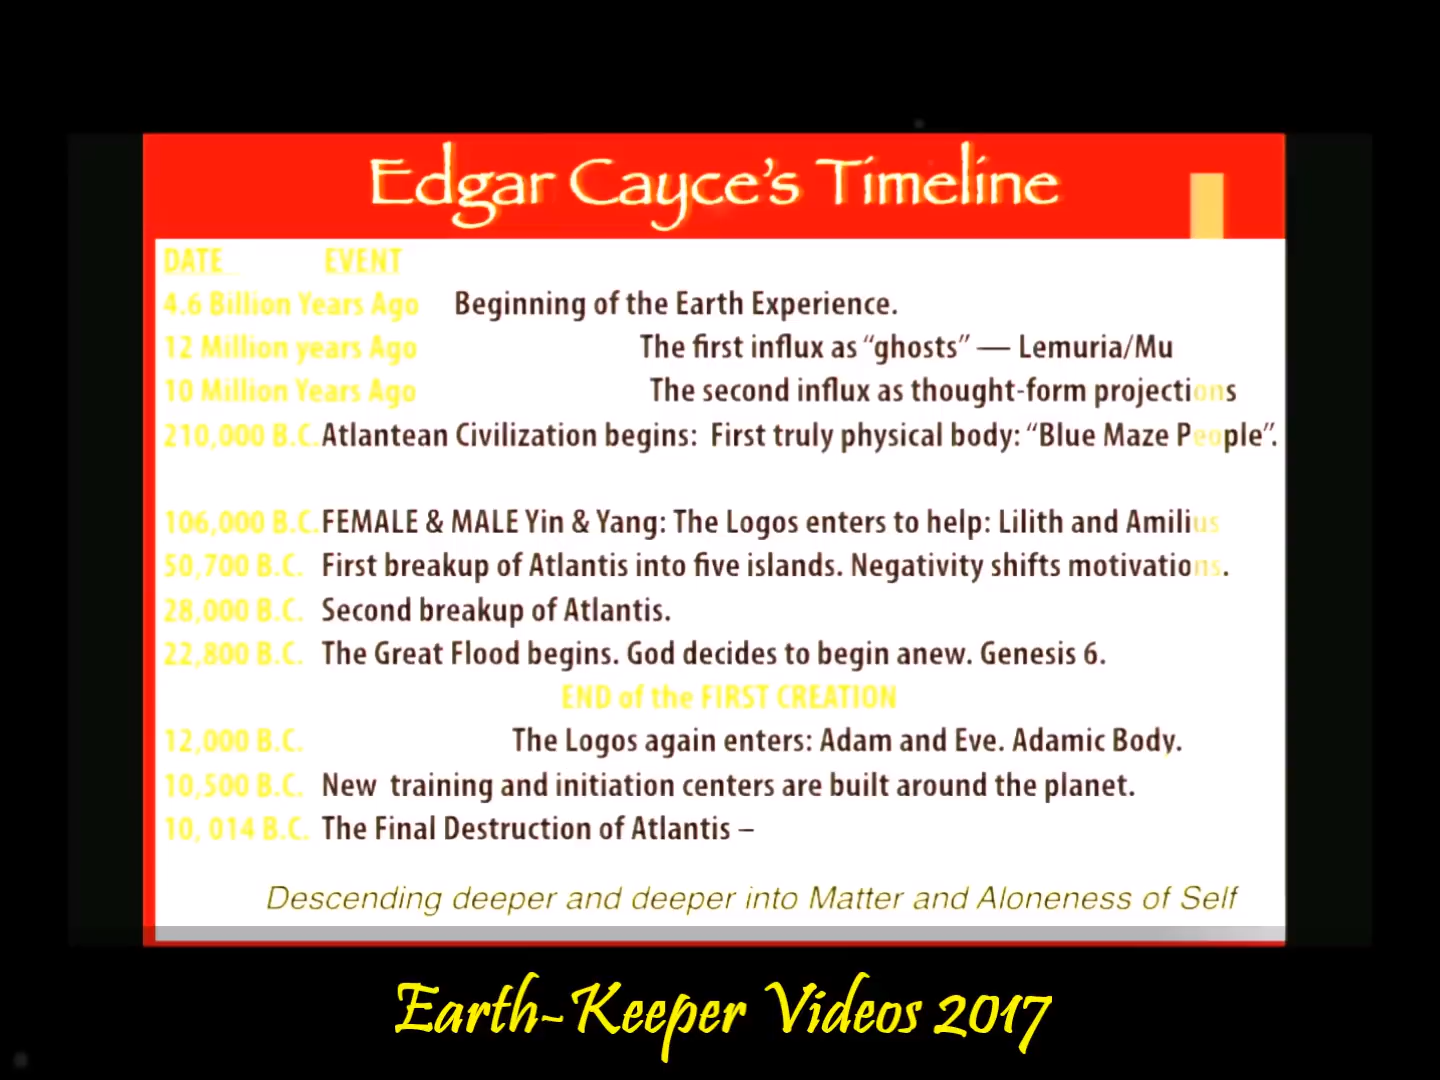 Edgar Cayce's Timeline
DATE EVENT
4.6 Billion Years Ago Beginning of the Earth Experience.
12 Million years Ago The first influx as “ghosts” — Lemuria/Mu
10 Million Years Ago The second influx as thought-form projections
210,000 B.C. Atlantean Civilization begins: First truly physical body: “Blue Maze People”.
106,000 B.C. FEMALE & MALE Yin & Yang: The Logos enters to help: Lilith and Amilius
50,700 B.C. First breakup of Atlantis into five islands. Negativity shifts motivations.
28,000 B.C. Second breakup of Atlantis.
22,800 B.C. The Great Flood begins. God decides to begin anew. Genesis 6.
END of the FIRST CREATION
12,000 B.C. The Logos again enters: Adam and Eve. Adamic Body.
10,500 B.C. New training and initiation centers are built around the planet.
10, 014 B.C. The Final Destruction of Atlantis –
Descending deeper and deeper into Matter and Aloneness of Self
Earth-Keeper Videos 2017